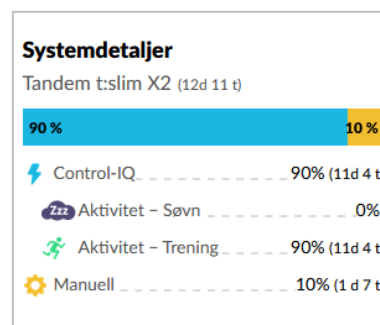 Systemdetaljer
Tandem t:slim X2 (12d 11 t)
90 % 10 %
Control-IQ 90% (11d 4 t
Zzz Aktivitet – Søvn 0%
Aktivitet – Trening 90% (11d 4 t
Manuell 10% (1 d 7 t